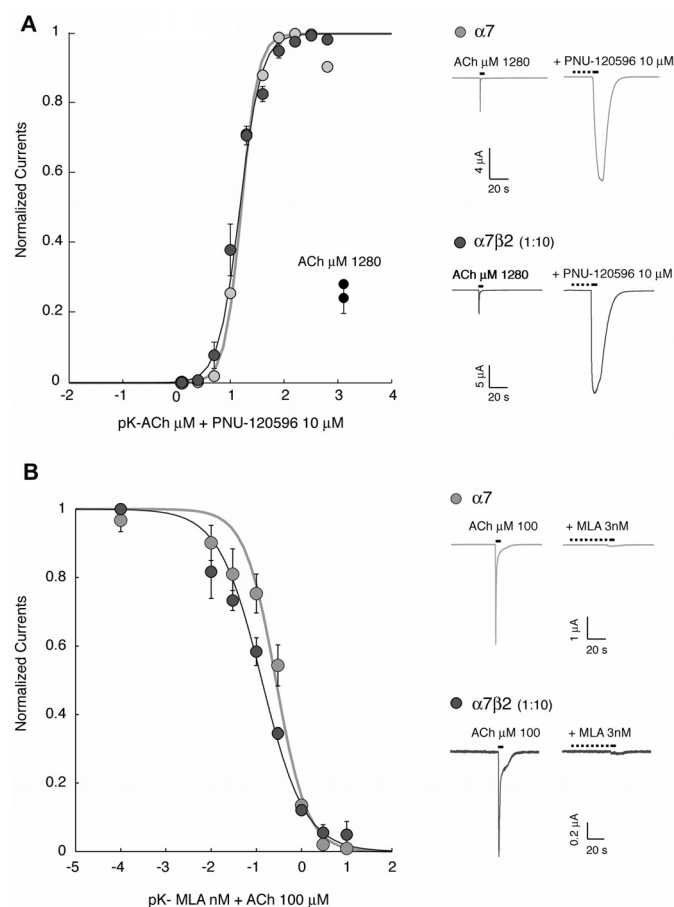 A
Normalized Currents
1
0.8
0.6
0.4
0.2
0
-2
-1
0
1
2
3
4
ACh μM 1280
pK-ACh μM + PNU-120596 10 μM
α7
ACh μM 1280
+ PNU-120596 10 μM
4 μA
20 s
α7β2 (1:10)
ACh μM 1280
+ PNU-120596 10 μM
5 μA
20 s
B
Normalized Currents
1
0.8
0.6
0.4
0.2
0
-5
-4
-3
-2
-1
0
1
2
pK- MLA nM + ACh 100 μM
α7
ACh μM 100
+ MLA 3nM
1 μA
20 s
α7β2 (1:10)
ACh μM 100
+ MLA 3nM
0.2 μA
20 s